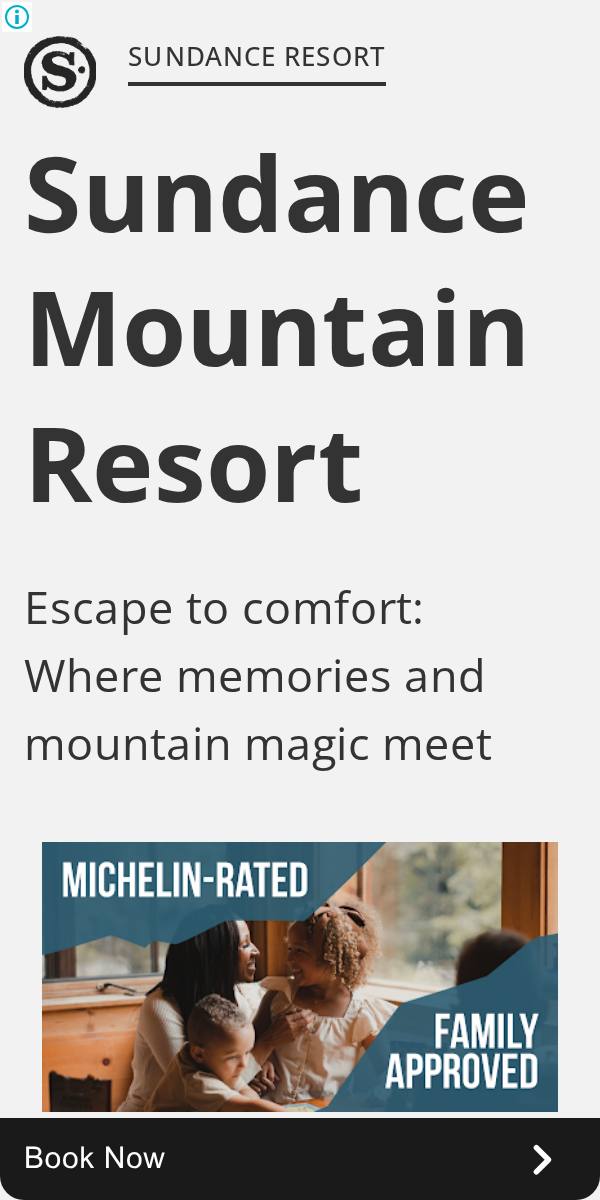 S
SUNDANCE RESORT
Sundance
Mountain
Resort
Escape to comfort:
Where memories and
mountain magic meet
MICHELIN-RATED
FAMILY
APPROVED
Book Now